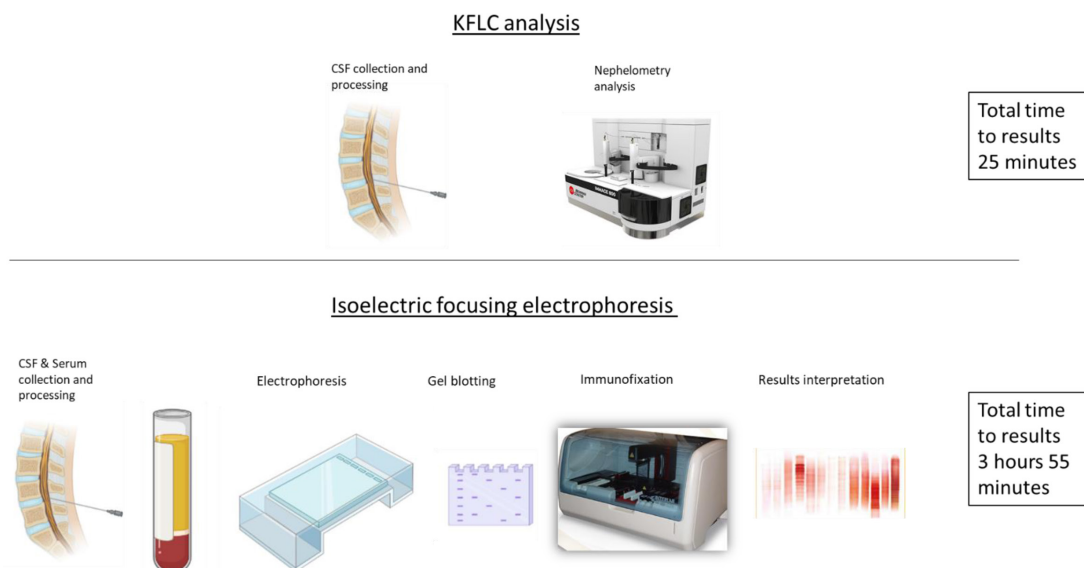 KFLC analysis
CSF collection and
processing
Nephelometry
analysis
Total time
to results
25 minutes
Isoelectric focusing electrophoresis
CSF & Serum
collection and
processing
Electrophoresis
Gel blotting
Immunofixation
Results interpretation
Total time
to results
3 hours 55
minutes